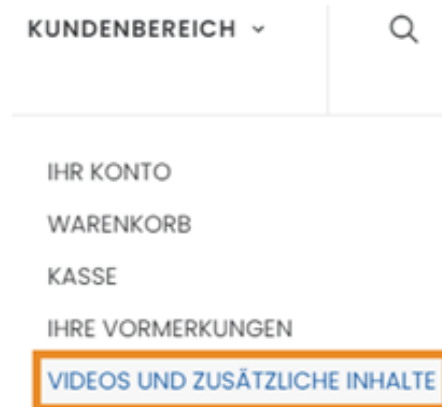 KUNDENBEREICH
IHR KONTO
WARENKORB
KASSE
IHRE VORMERKUNGEN
VIDEOS UND ZUSÄTZLICHE INHALTE